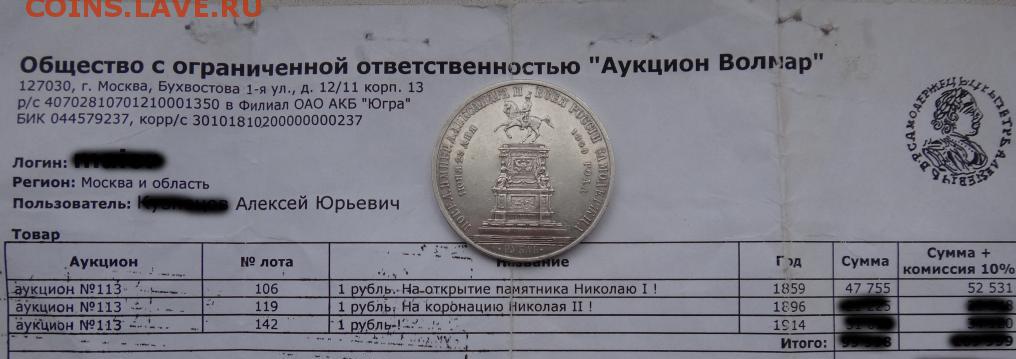 COINS.LAVE.RU
Общество с ограниченной ответственностью "Аукцион Волмар"
127030, г. Москва, Бухвостова 1-я ул., д. 12/11 корп. 13
р/с 40702810701210001350 в Филиал ОАО АКБ "Югра"
БИК 044579237, корр/с 30101810200000000237
Логин:
Регион: Москва и область
Пользователь: Алексей Юрьевич
Товар
Аукцион № лота Название Год Сумма Сумма + комиссия 10%
аукцион №113 106 1 рубль. На открытие памятника Николаю I ! 1859 47 755 52 531
аукцион №113 119 1 рубль. На коронацию Николая II ! 1896
аукцион №113 142 1 рубль ! 1914
Итого:
РУБЛЬ